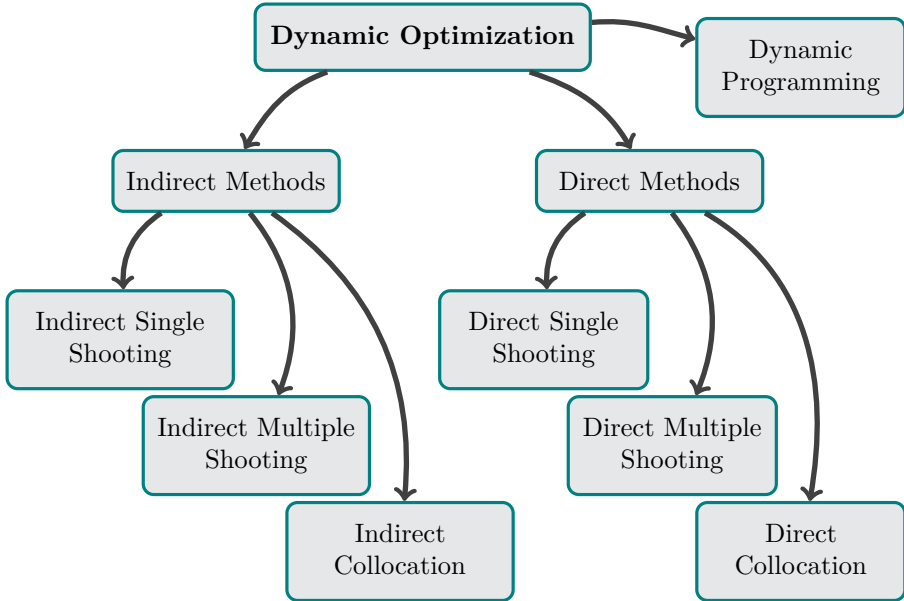 Dynamic Optimization
Dynamic
Programming
Indirect Methods
Direct Methods
Indirect Single
Shooting
Direct Single
Shooting
Indirect Multiple
Shooting
Direct Multiple
Shooting
Indirect
Collocation
Direct
Collocation